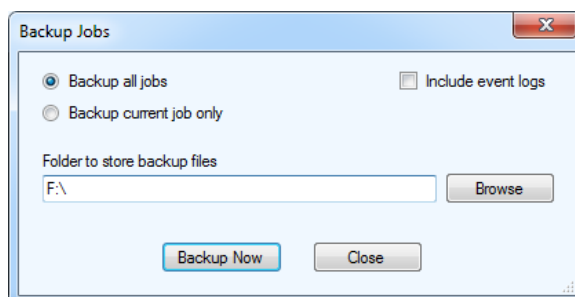 Backup Jobs
Backup all jobs
Include event logs
Backup current job only
Folder to store backup files
F:\
Browse
Backup Now
Close